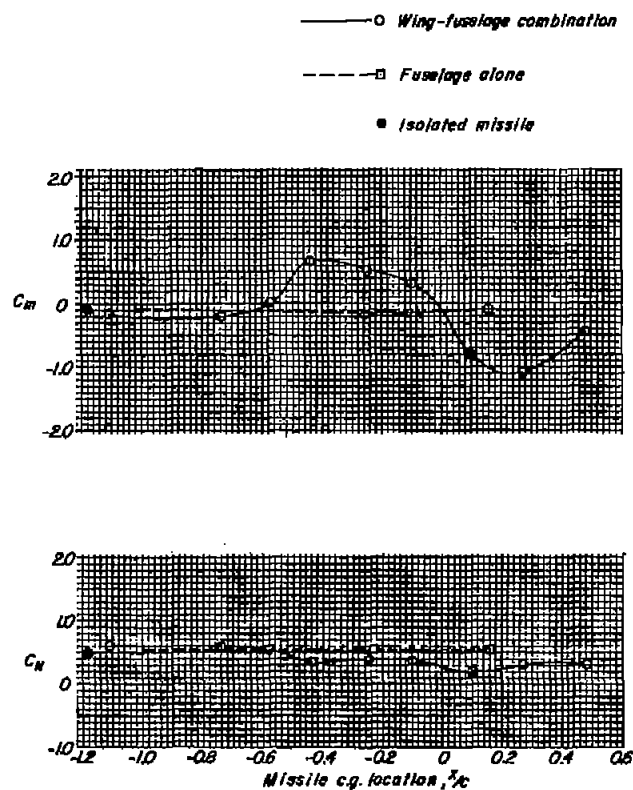 Wing-fuselage combination
Fuselage alone
Isolated missile
2.0
1.0
Cm
0
-1.0
-2.0
2.0
1.0
CN
0
-1.0
-1.2 -1.0 -0.8 -0.6 -0.4 -0.2 0 0.2 0.4 0.6
Missile c.g. location, x/c